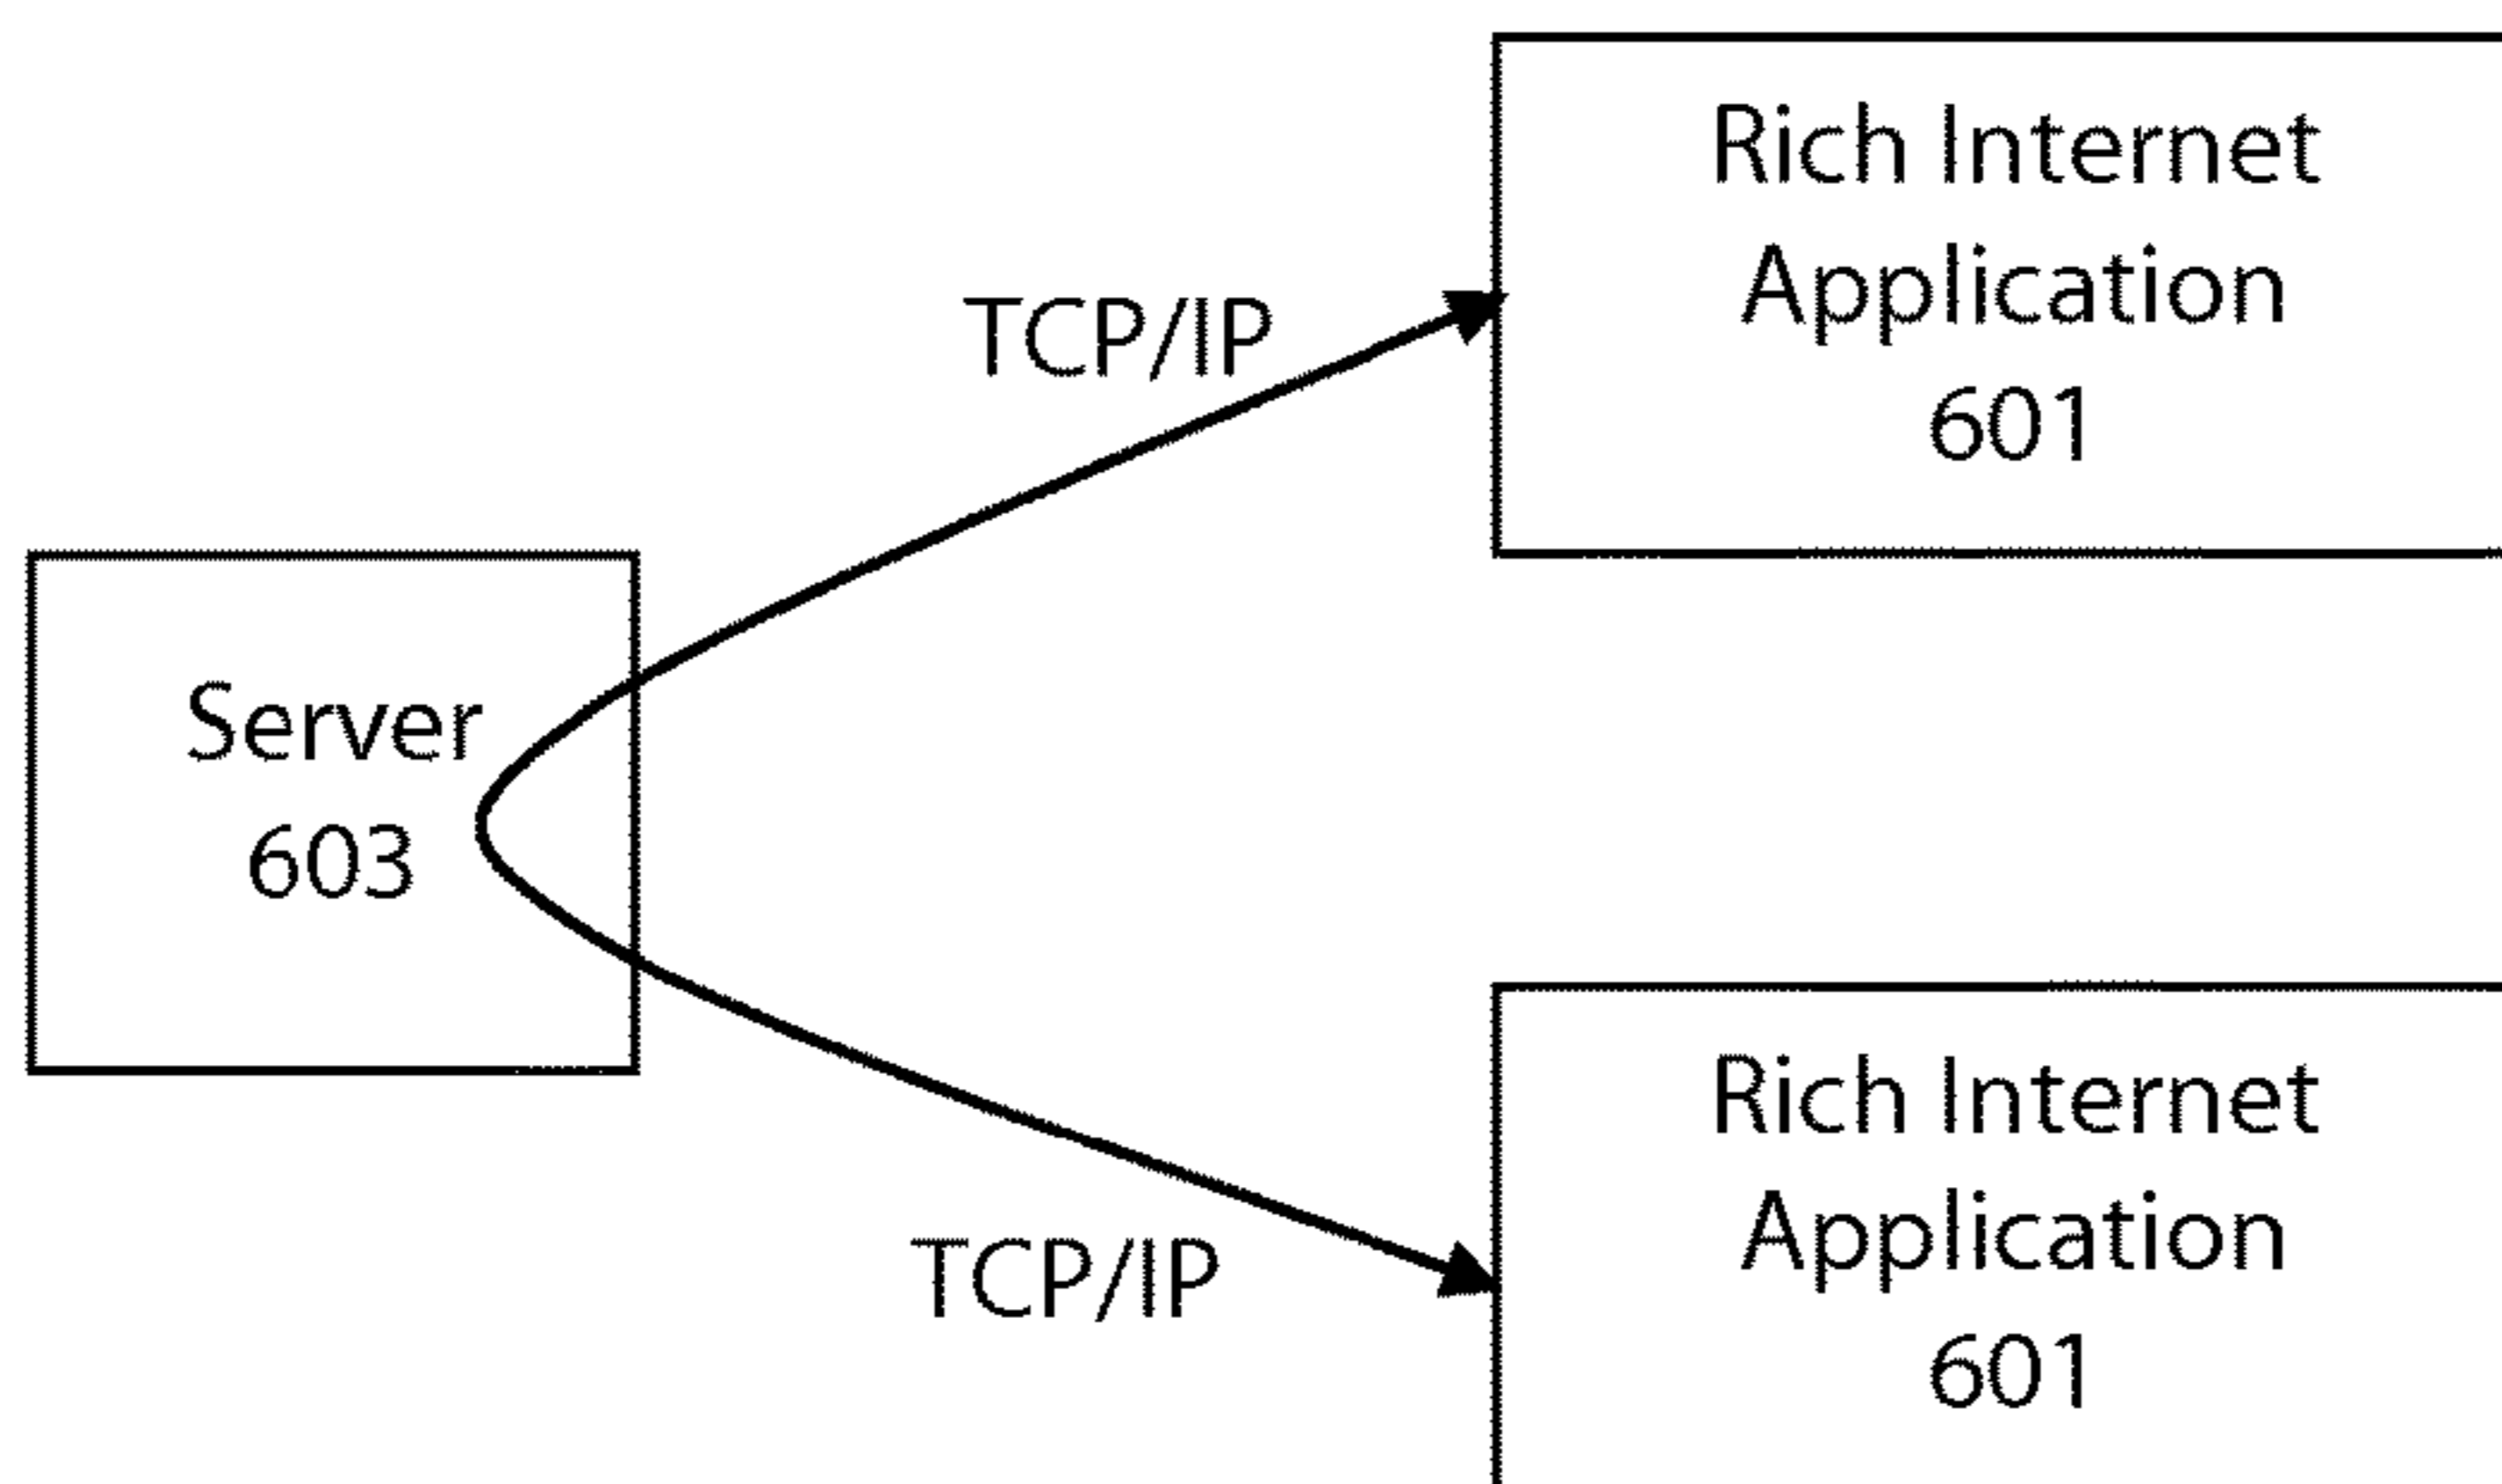 Rich Internet
Application
601
TCP/IP
Server
603
Rich Internet
Application
601
TCP/IP